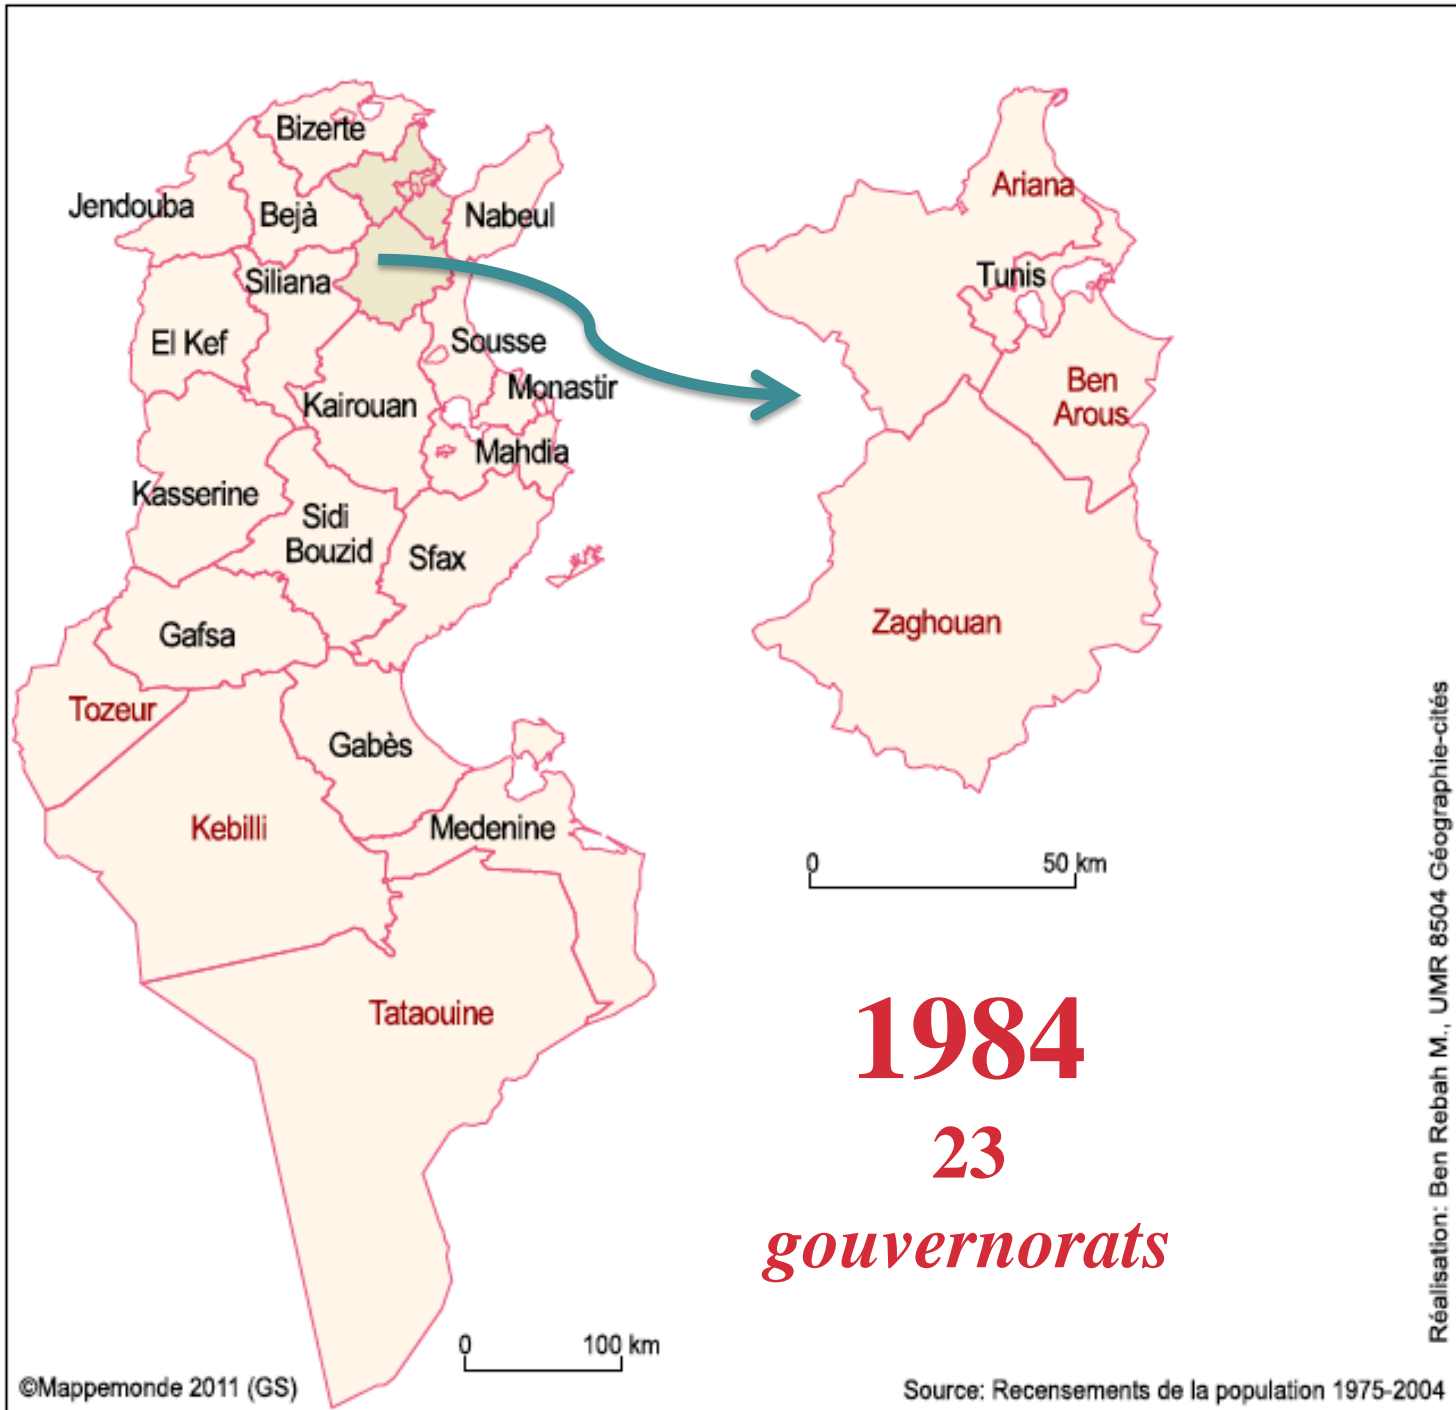 Bizerte
Jendouba
Bejà
Nabeul
Siliana
El Kef
Sousse
Monastir
Kairouan
Mahdia
Kasserine
Sidi
Bouzid
Sfax
Gafsa
Tozeur
Gabès
Kebilli
Medenine
Tataouine
Ariana
Tunis
Ben
Arous
Zaghouan
0 50 km
1984
23
gouvernorats
0 100 km
©Mappemonde 2011 (GS)
Source: Recensements de la population 1975-2004
Réalisation: Ben Rebah M., UMR 8504 Géographie-cités